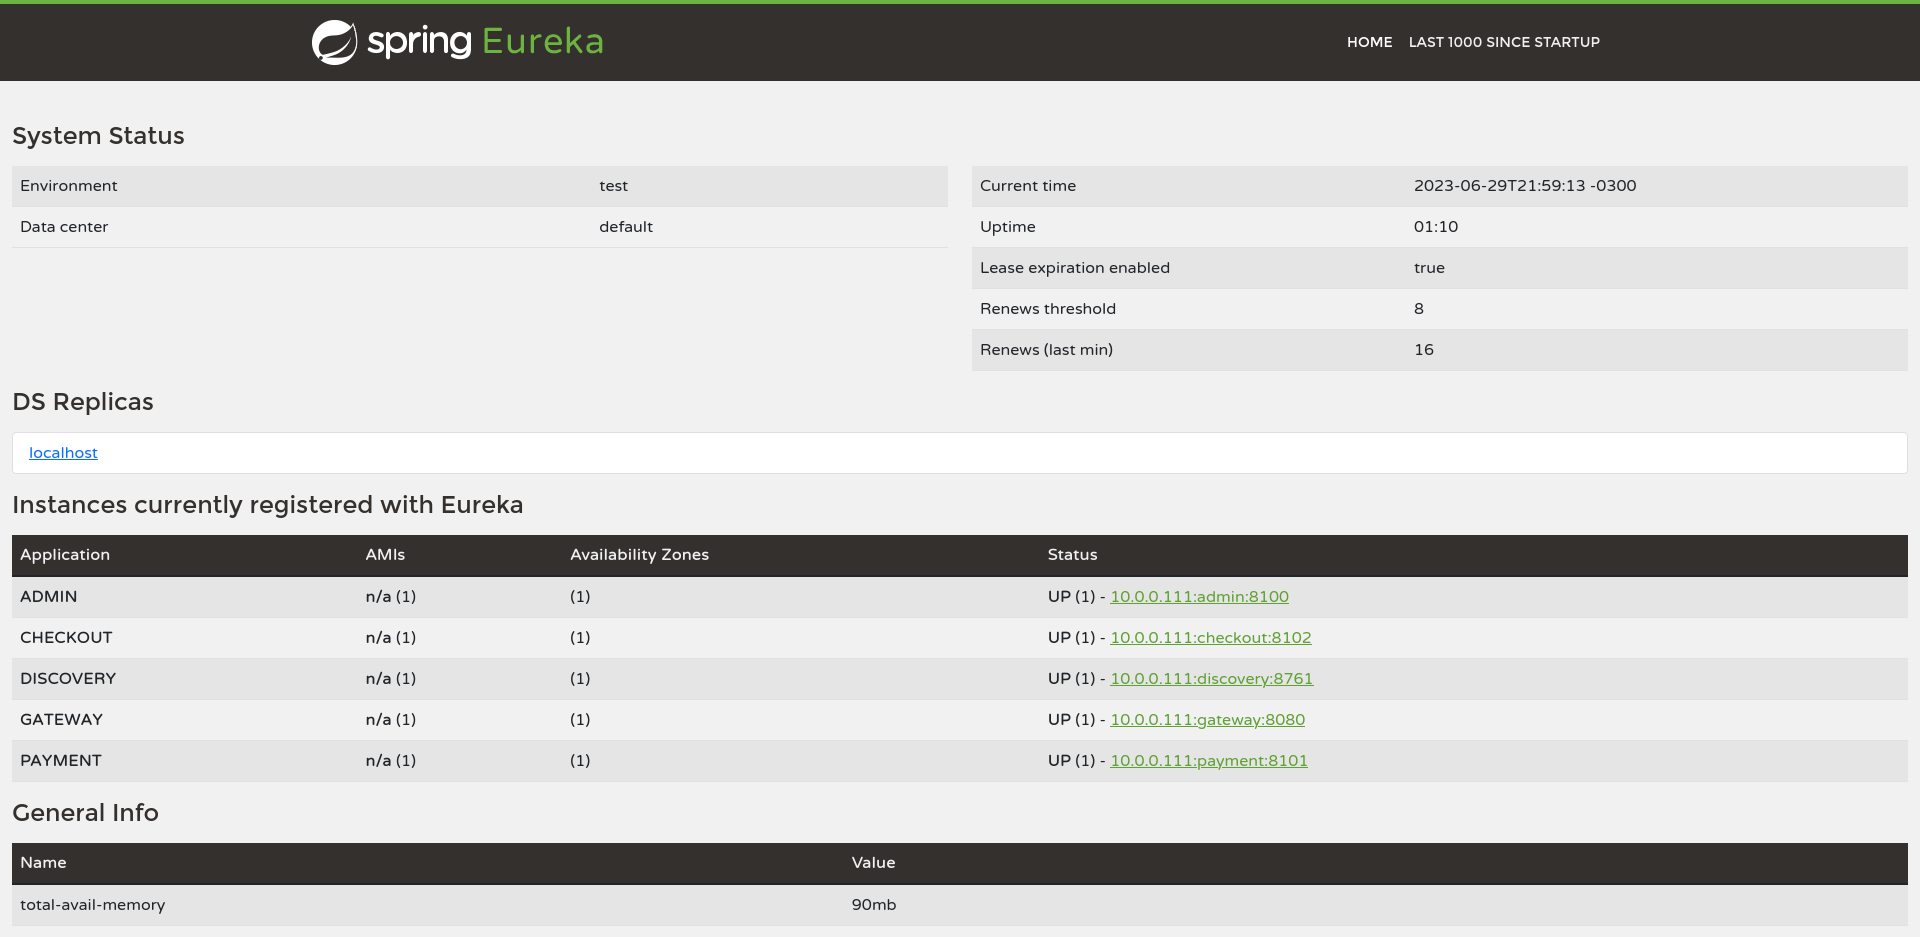 spring Eureka
HOME LAST 1000 SINCE STARTUP
System Status
Environment test
Data center default
Current time 2023-06-29T21:59:13 -0300
Uptime 01:10
Lease expiration enabled true
Renews threshold 8
Renews (last min) 16
DS Replicas
localhost
Instances currently registered with Eureka
Application AMIs Availability Zones Status
ADMIN n/a (1) (1) UP (1) - 10.0.0.111:admin:8100
CHECKOUT n/a (1) (1) UP (1) - 10.0.0.111:checkout:8102
DISCOVERY n/a (1) (1) UP (1) - 10.0.0.111:discovery:8761
GATEWAY n/a (1) (1) UP (1) - 10.0.0.111:gateway:8080
PAYMENT n/a (1) (1) UP (1) - 10.0.0.111:payment:8101
General Info
Name Value
total-avail-memory 90mb